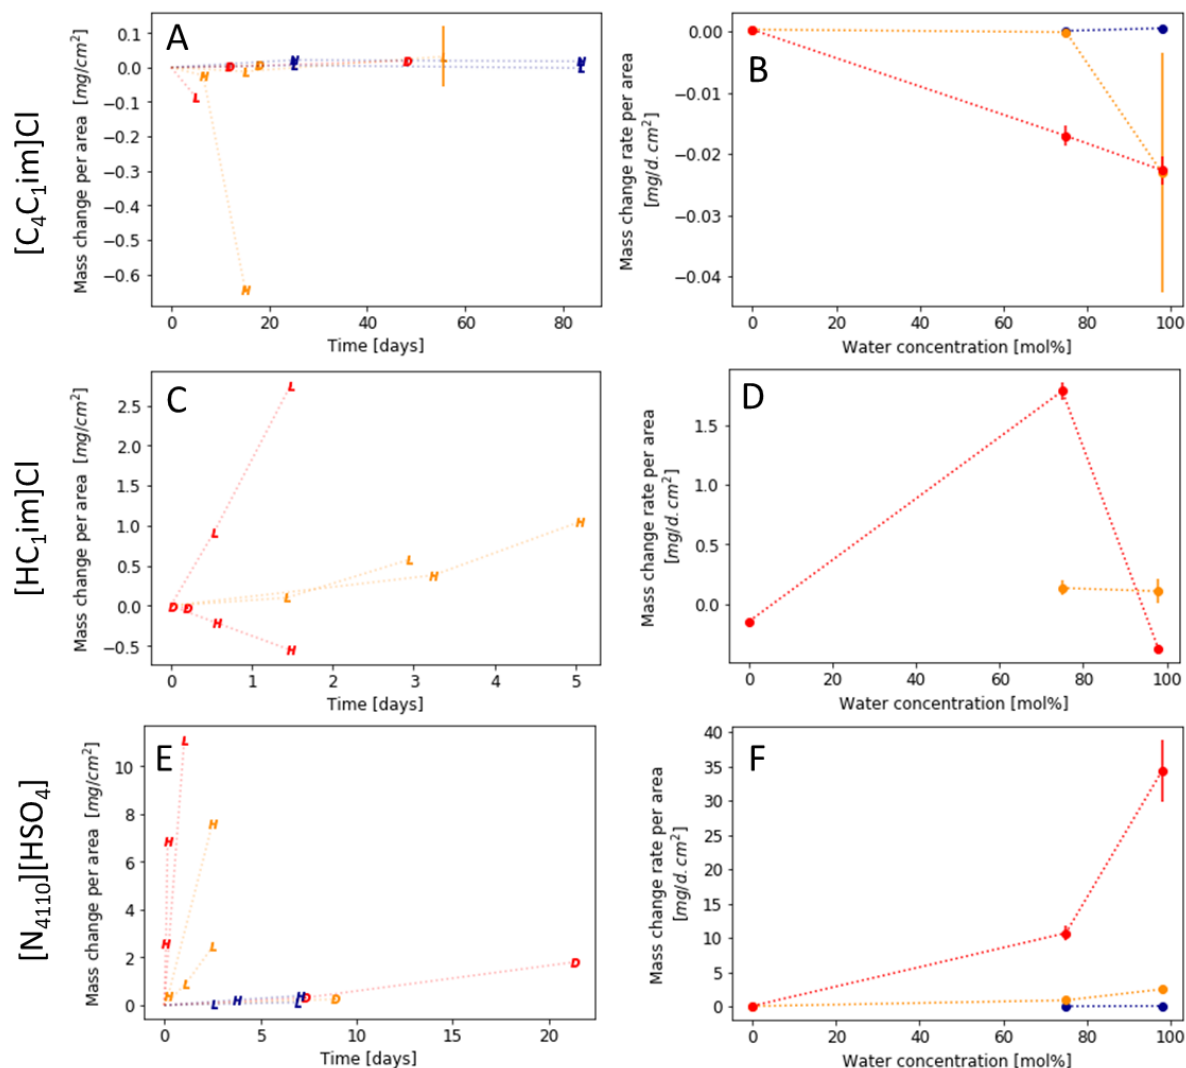 [C4C1im]Cl
A
Mass change per area [mg/cm²]
0.1
0.0
−0.1
−0.2
−0.3
−0.4
−0.5
−0.6
L
H
D
H
L
D
H
L
D
H
L
0
20
40
60
80
Time [days]
B
Mass change rate per area
[mg/d.cm²]
0.00
−0.01
−0.02
−0.03
−0.04
0
20
40
60
80
100
Water concentration [mol%]
[HC1im]Cl
C
Mass change per area [mg/cm²]
2.5
2.0
1.5
1.0
0.5
0.0
−0.5
L
L
H
L
H
L
D
D
H
H
0
1
2
3
4
5
Time [days]
D
Mass change rate per area
[mg/d.cm²]
1.5
1.0
0.5
0.0
0
20
40
60
80
100
Water concentration [mol%]
[N4110][HSO4]
E
Mass change per area [mg/cm²]
10
8
6
4
2
0
L
H
H
H
L
L
H
D
L
H
H
L
D
D
0
5
10
15
20
Time [days]
F
Mass change rate per area
[mg/d.cm²]
40
35
30
25
20
15
10
5
0
0
20
40
60
80
100
Water concentration [mol%]